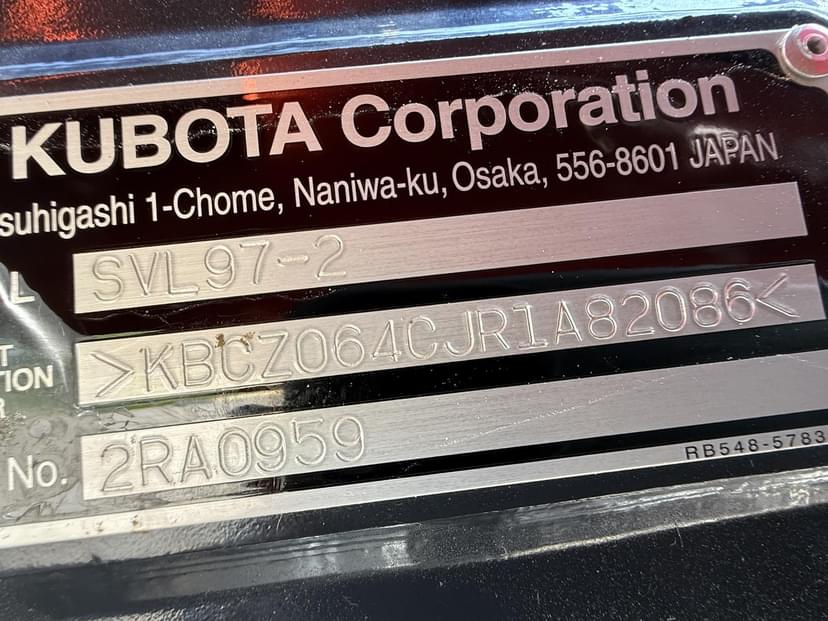 KUBOTA Corporation
suhigashi 1-Chome, Naniwa-ku, Osaka, 556-8601 JAPAN
L SVL97-2
T
TION >KBCZ064CJR1A82086<
R
No. 2RA0959
RB548-5783